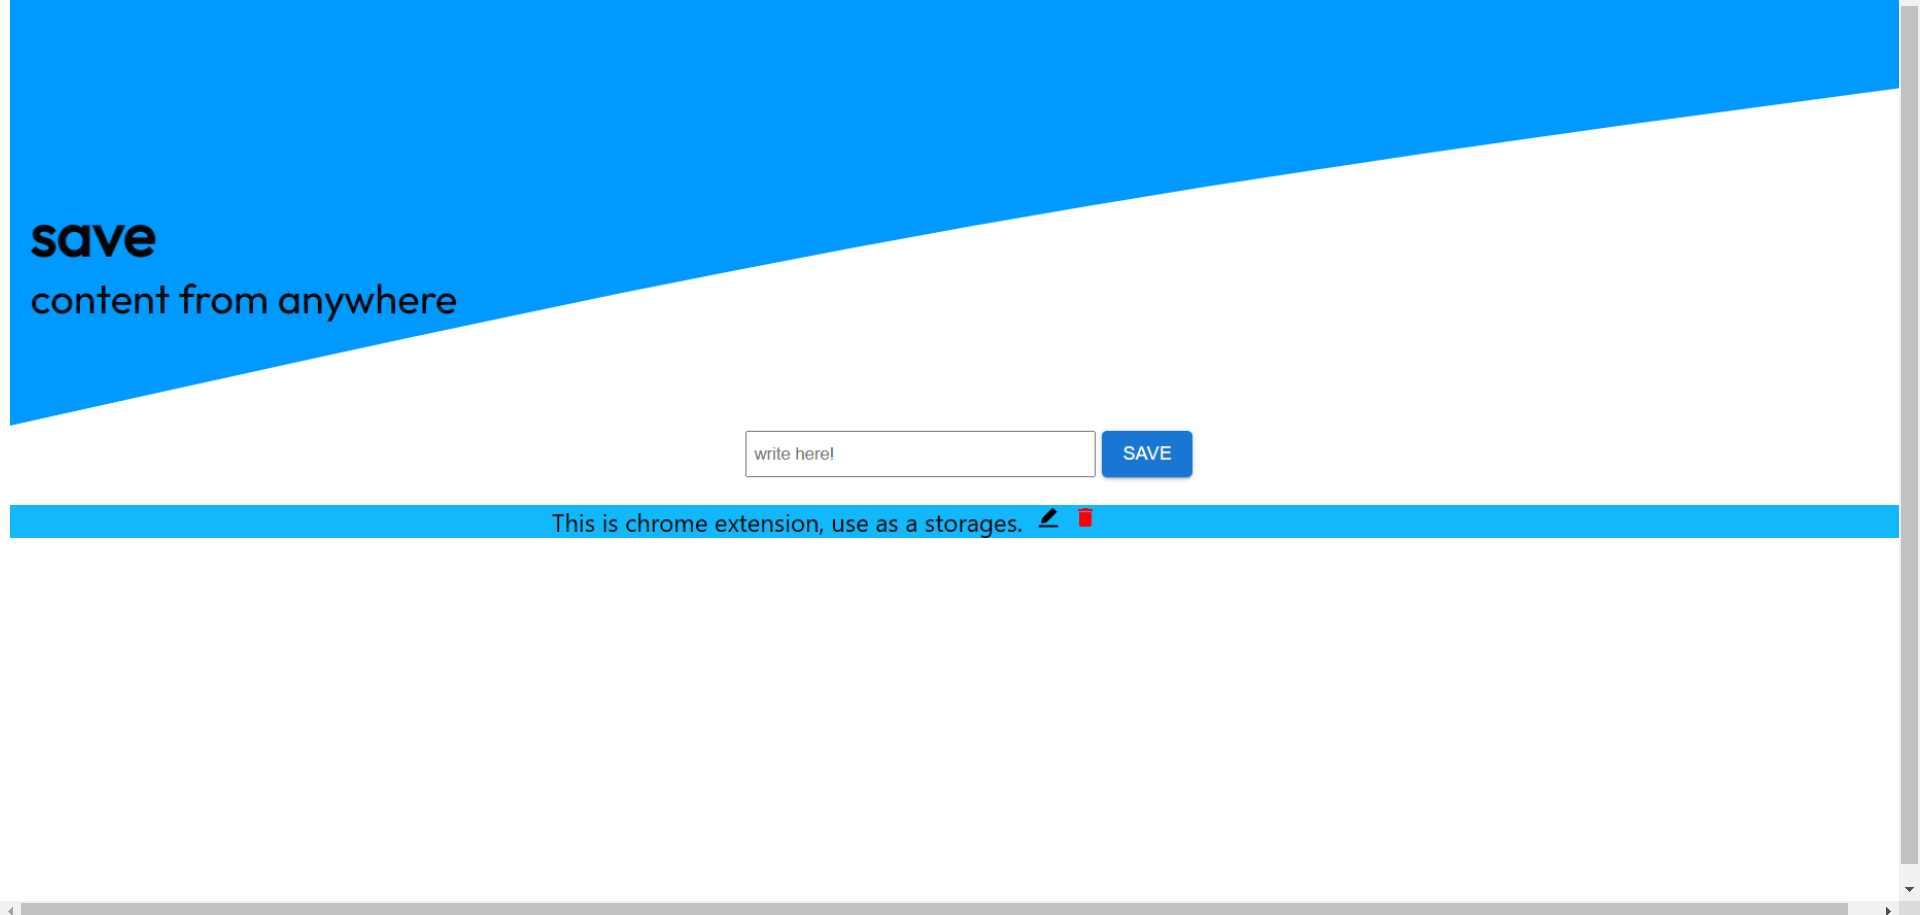 save
content from anywhere
write here!
SAVE
This is chrome extension, use as a storages.